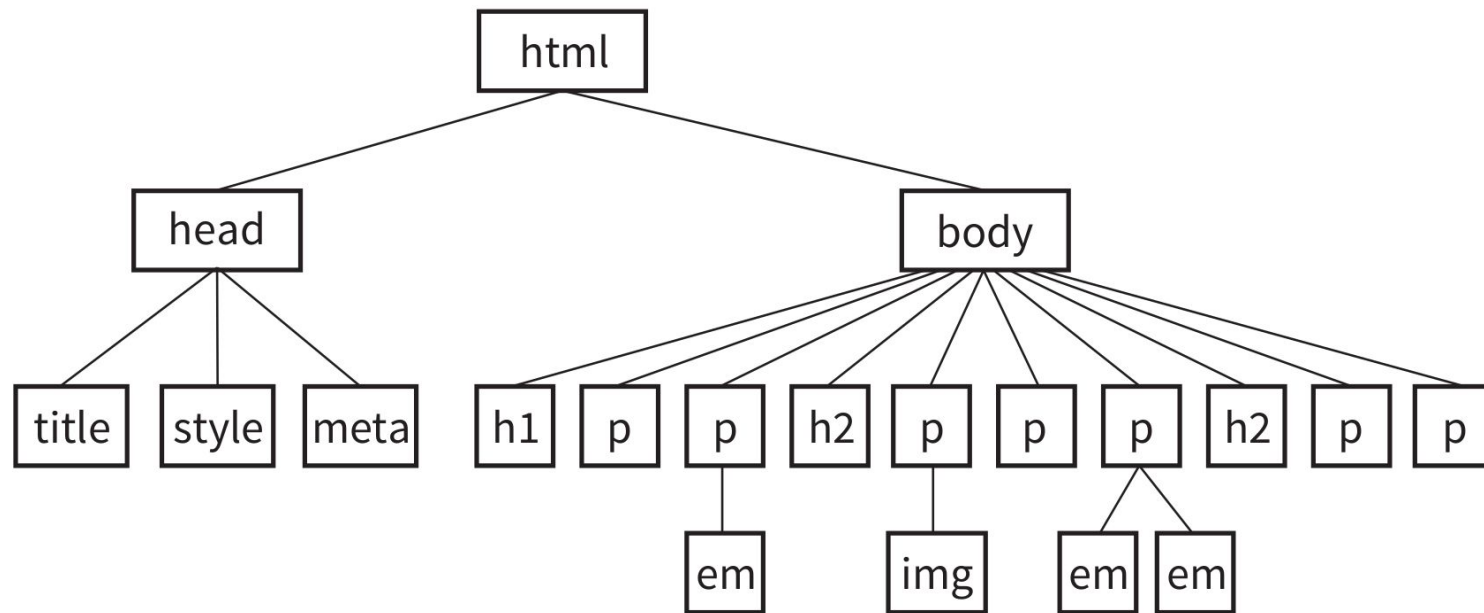 html
head body
title style meta h1 p p h2 p p p h2 p p
em img em em